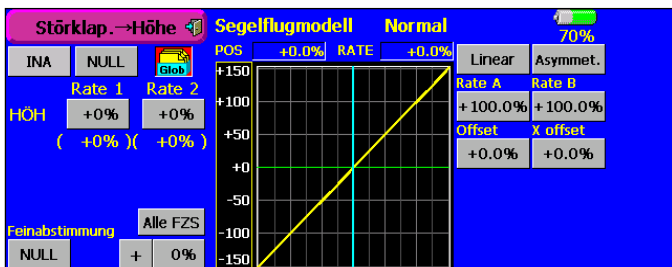 Störklap.→Höhe Segelflugmodell Normal 70%
POS +0.0% RATE +0.0%
INA NULL Glob Linear Asymmet.
Rate 1 Rate 2 Rate A Rate B
HÖH +0% +0% +100.0% +100.0%
( +0% )( +0% ) Offset X offset
+0.0% +0.0%
+150
+100
+50
+0
-50
-100
-150
Alle FZS
Feinabstimmung
NULL + 0%